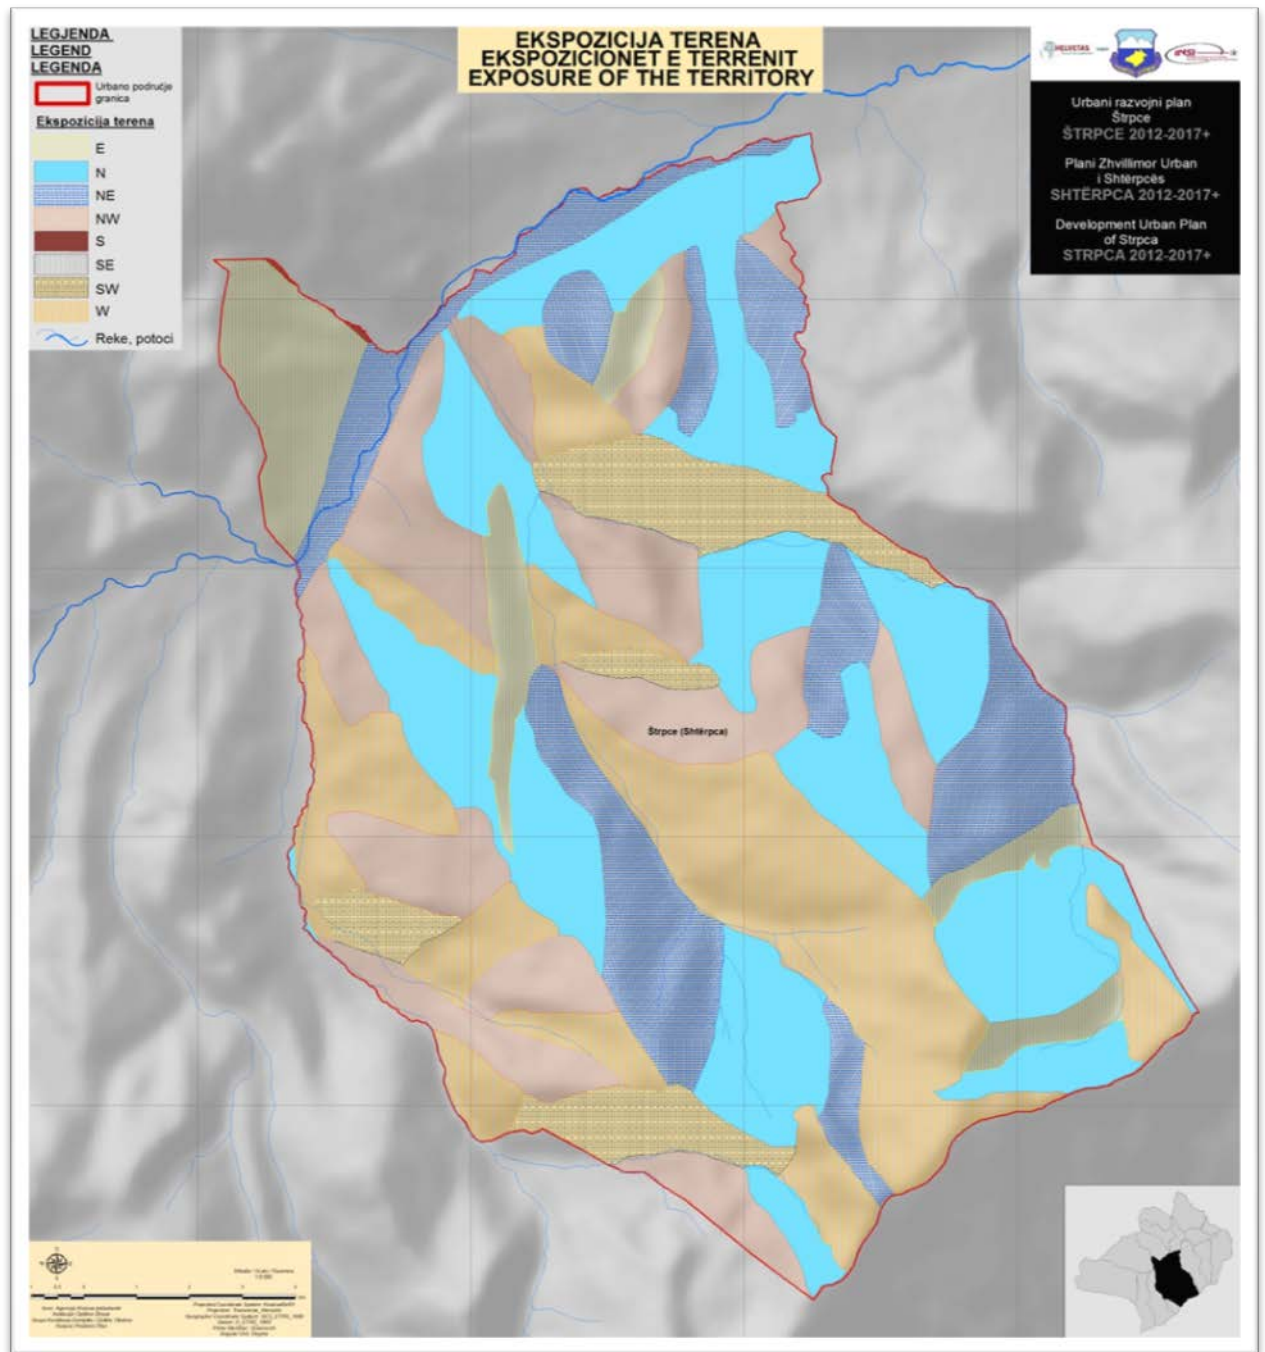 LEGJENDA
LEGEND
LEGENDA
Urbano područje
granica
Ekspozicija terena
E
N
NE
NW
S
SE
SW
W
Reke, potoci
EKSPOZICIJA TERENA
EKSPOZICIONET E TERRENIT
EXPOSURE OF THE TERRITORY
HELVETAS
Urbani razvojni plan
Štrpce
ŠTRPCE 2012-2017+
Plani Zhvillimor Urban
i Shtërpcës
SHTËRPCA 2012-2017+
Development Urban Plan
of Strpca
STRPCA 2012-2017+
Štrpce (Shtërpca)